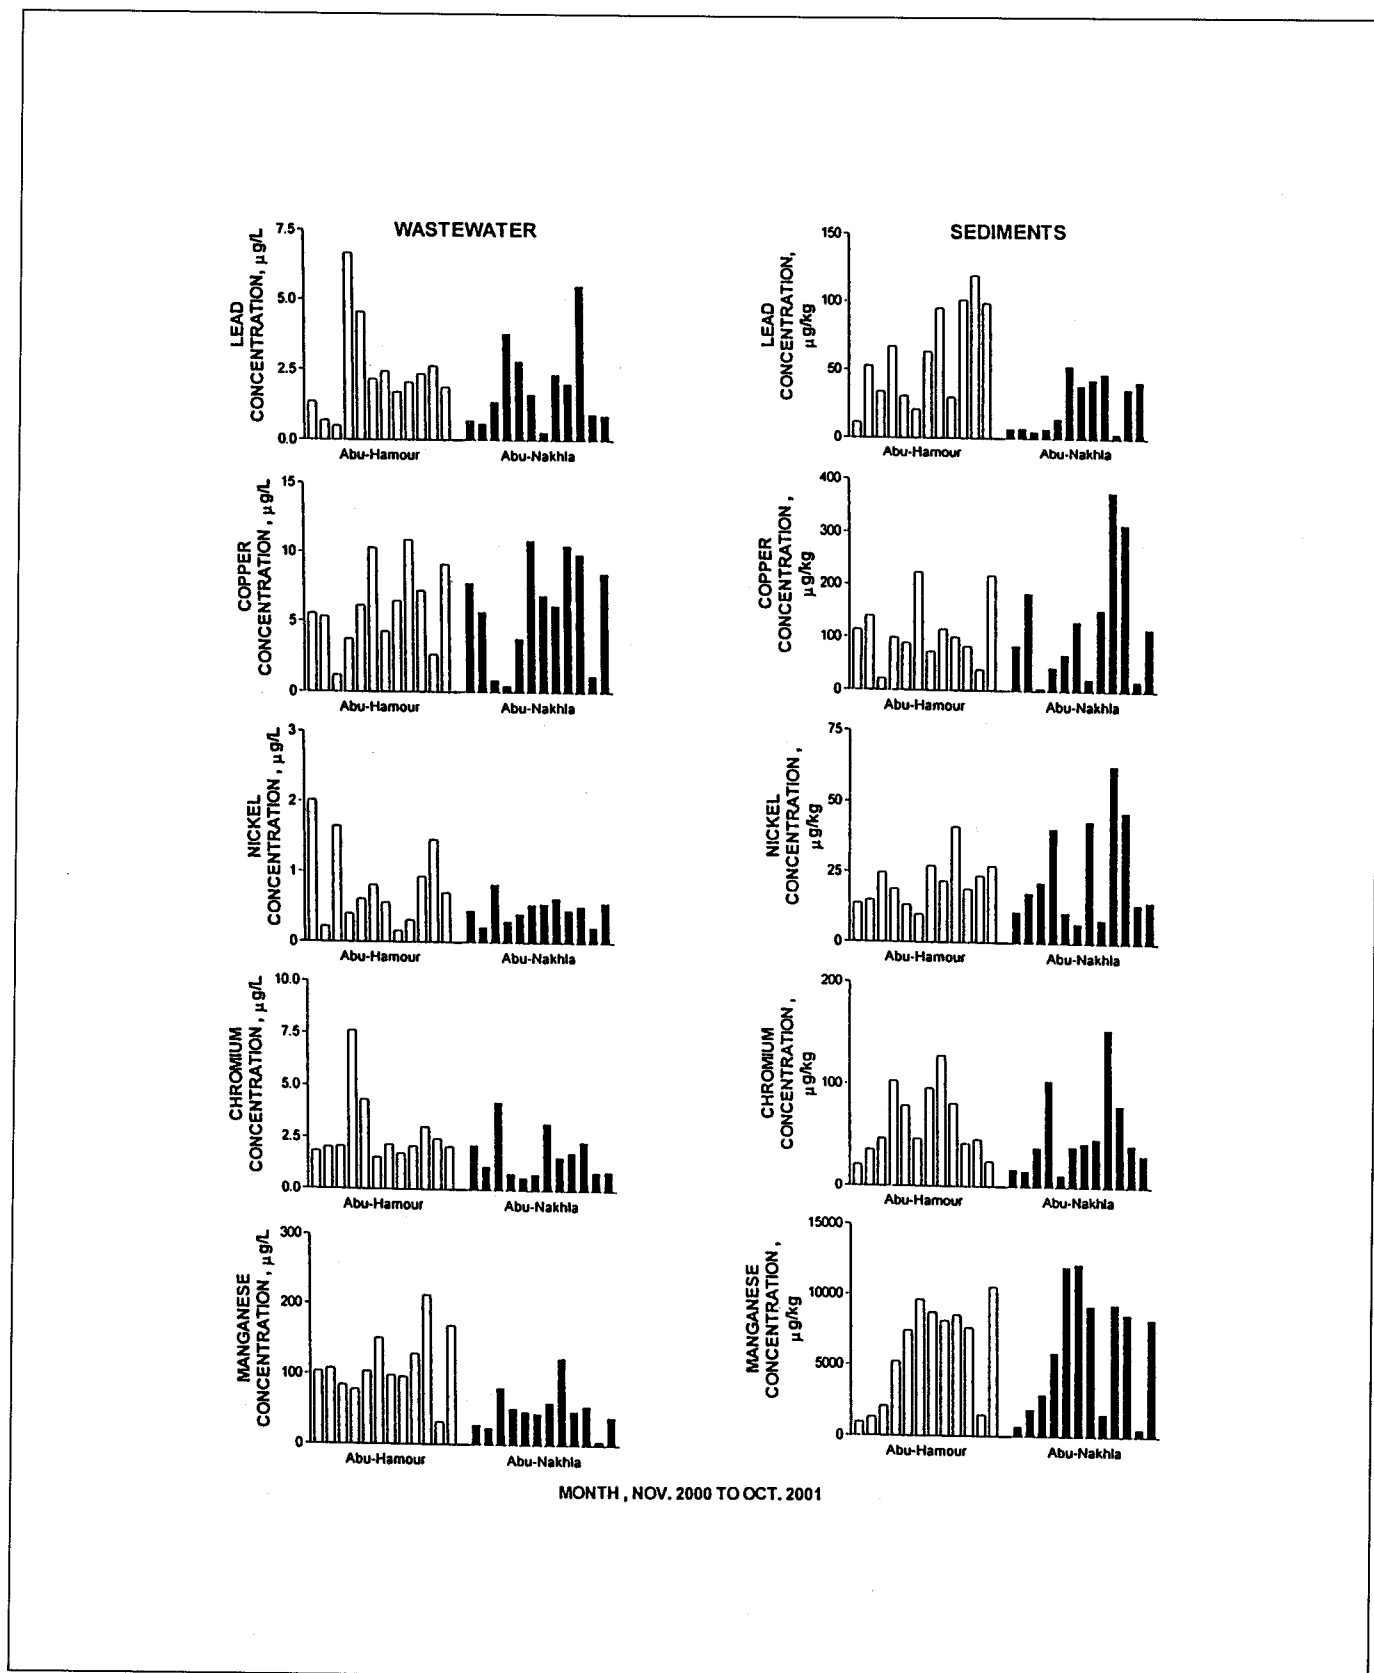 WASTEWATER
LEAD
CONCENTRATION, µg/L
7.5
5.0
2.5
0.0
Abu-Hamour
Abu-Nakhla
SEDIMENTS
LEAD
CONCENTRATION,
µg/kg
150
100
50
0
Abu-Hamour
Abu-Nakhla
COPPER
CONCENTRATION , µg/L
15
10
5
0
Abu-Hamour
Abu-Nakhla
COPPER
CONCENTRATION ,
µg/kg
400
300
200
100
0
Abu-Hamour
Abu-Nakhla
NICKEL
CONCENTRATION , µg/L
3
2
1
0
Abu-Hamour
Abu-Nakhla
NICKEL
CONCENTRATION ,
µg/kg
75
50
25
0
Abu-Hamour
Abu-Nakhla
CHROMIUM
CONCENTRATION , µg/L
10.0
7.5
5.0
2.5
0.0
Abu-Hamour
Abu-Nakhla
CHROMIUM
CONCENTRATION ,
µg/kg
200
100
0
Abu-Hamour
Abu-Nakhla
MANGANESE
CONCENTRATION , µg/L
300
200
100
0
Abu-Hamour
Abu-Nakhla
MANGANESE
CONCENTRATION ,
µg/kg
15000
10000
5000
0
Abu-Hamour
Abu-Nakhla
MONTH , NOV. 2000 TO OCT. 2001